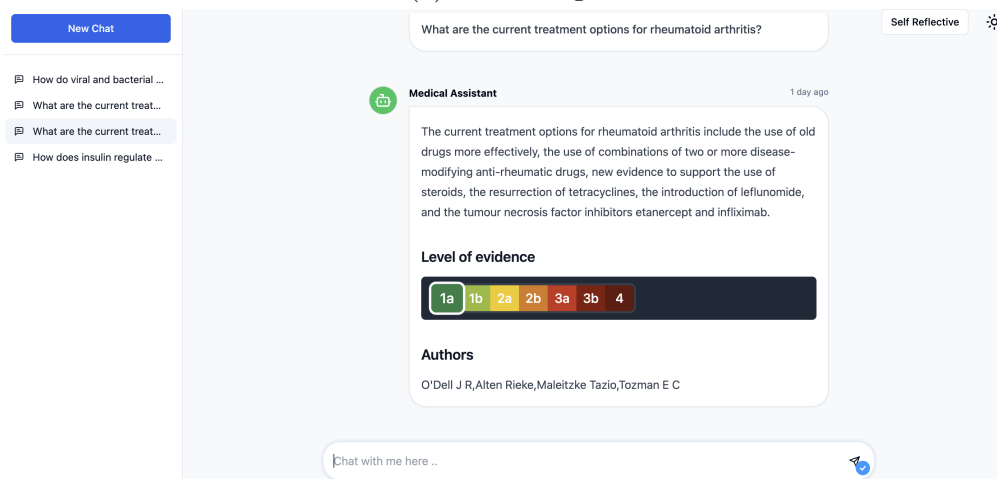 New Chat
How do viral and bacterial ...
What are the current treat...
What are the current treat...
How does insulin regulate ...
What are the current treatment options for rheumatoid arthritis?
Self Reflective
Medical Assistant
1 day ago
The current treatment options for rheumatoid arthritis include the use of old
drugs more effectively, the use of combinations of two or more disease-
modifying anti-rheumatic drugs, new evidence to support the use of
steroids, the resurrection of tetracyclines, the introduction of leflunomide,
and the tumour necrosis factor inhibitors etanercept and infliximab.
Level of evidence
1a 1b 2a 2b 3a 3b 4
Authors
O'Dell J R,Alten Rieke,Maleitzke Tazio,Tozman E C
Chat with me here ..